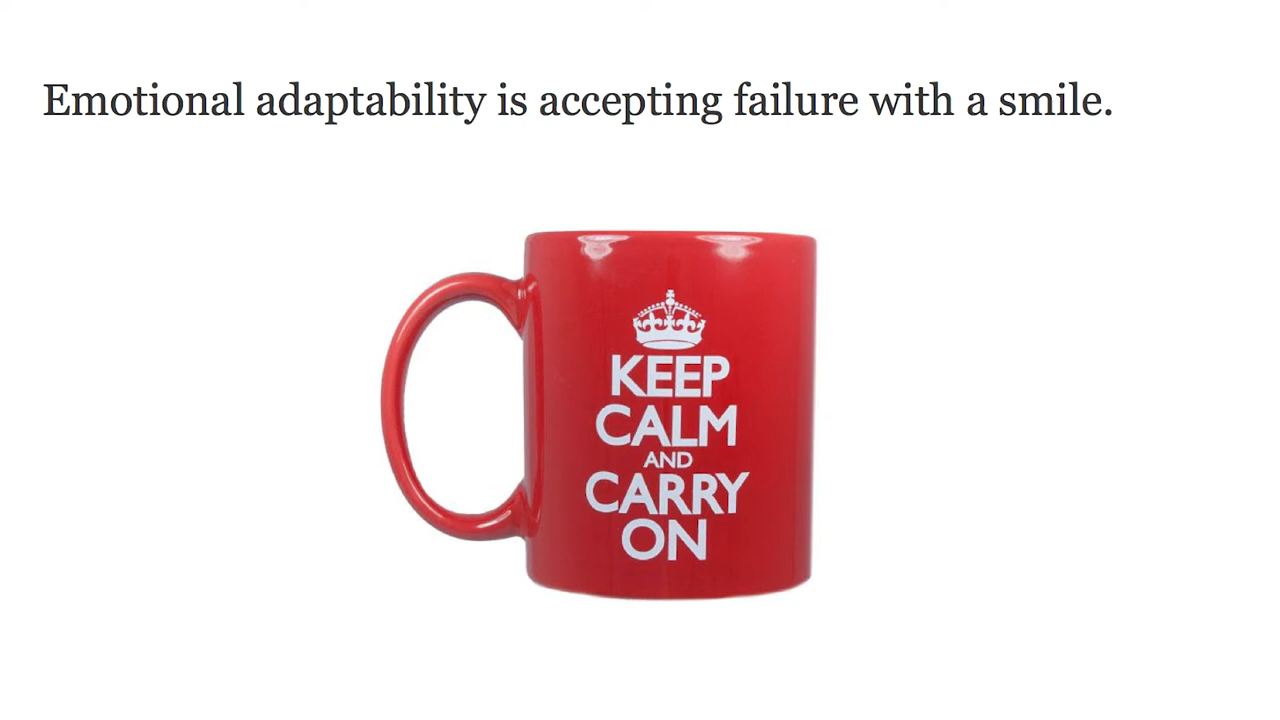 Emotional adaptability is accepting failure with a smile.
KEEP
CALM
AND
CARRY
ON